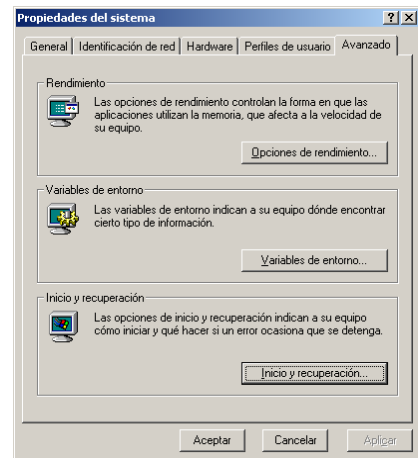 Propiedades del sistema
General
Identificación de red
Hardware
Perfiles de usuario
Avanzado
Rendimiento
Las opciones de rendimiento controlan la forma en que las
aplicaciones utilizan la memoria, que afecta a la velocidad de
su equipo.
Opciones de rendimiento...
Variables de entorno
Las variables de entorno indican a su equipo dónde encontrar
cierto tipo de información.
Variables de entorno...
Inicio y recuperación
Las opciones de inicio y recuperación indican a su equipo
cómo iniciar y qué hacer si un error ocasiona que se detenga.
Inicio y recuperación...
Aceptar
Cancelar
Aplicar